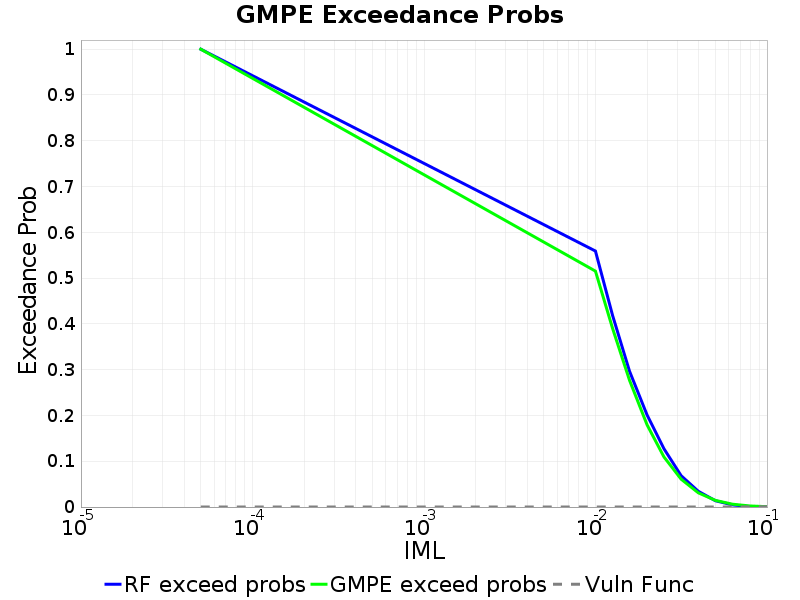 GMPE Exceedance Probs
Exceedance Prob
1
0.9
0.8
0.7
0.6
0.5
0.4
0.3
0.2
0.1
0
10^-5 10^-4 10^-3 10^-2 10^-1
IML
RF exceed probs GMPE exceed probs Vuln Func